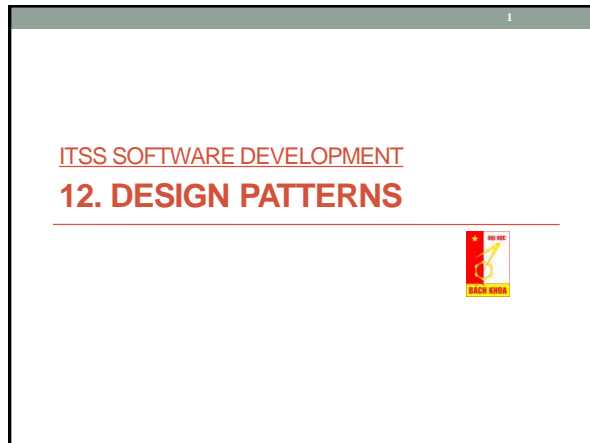 1
ITSS SOFTWARE DEVELOPMENT
12. DESIGN PATTERNS
ĐẠI HỌC
BÁCH KHOA